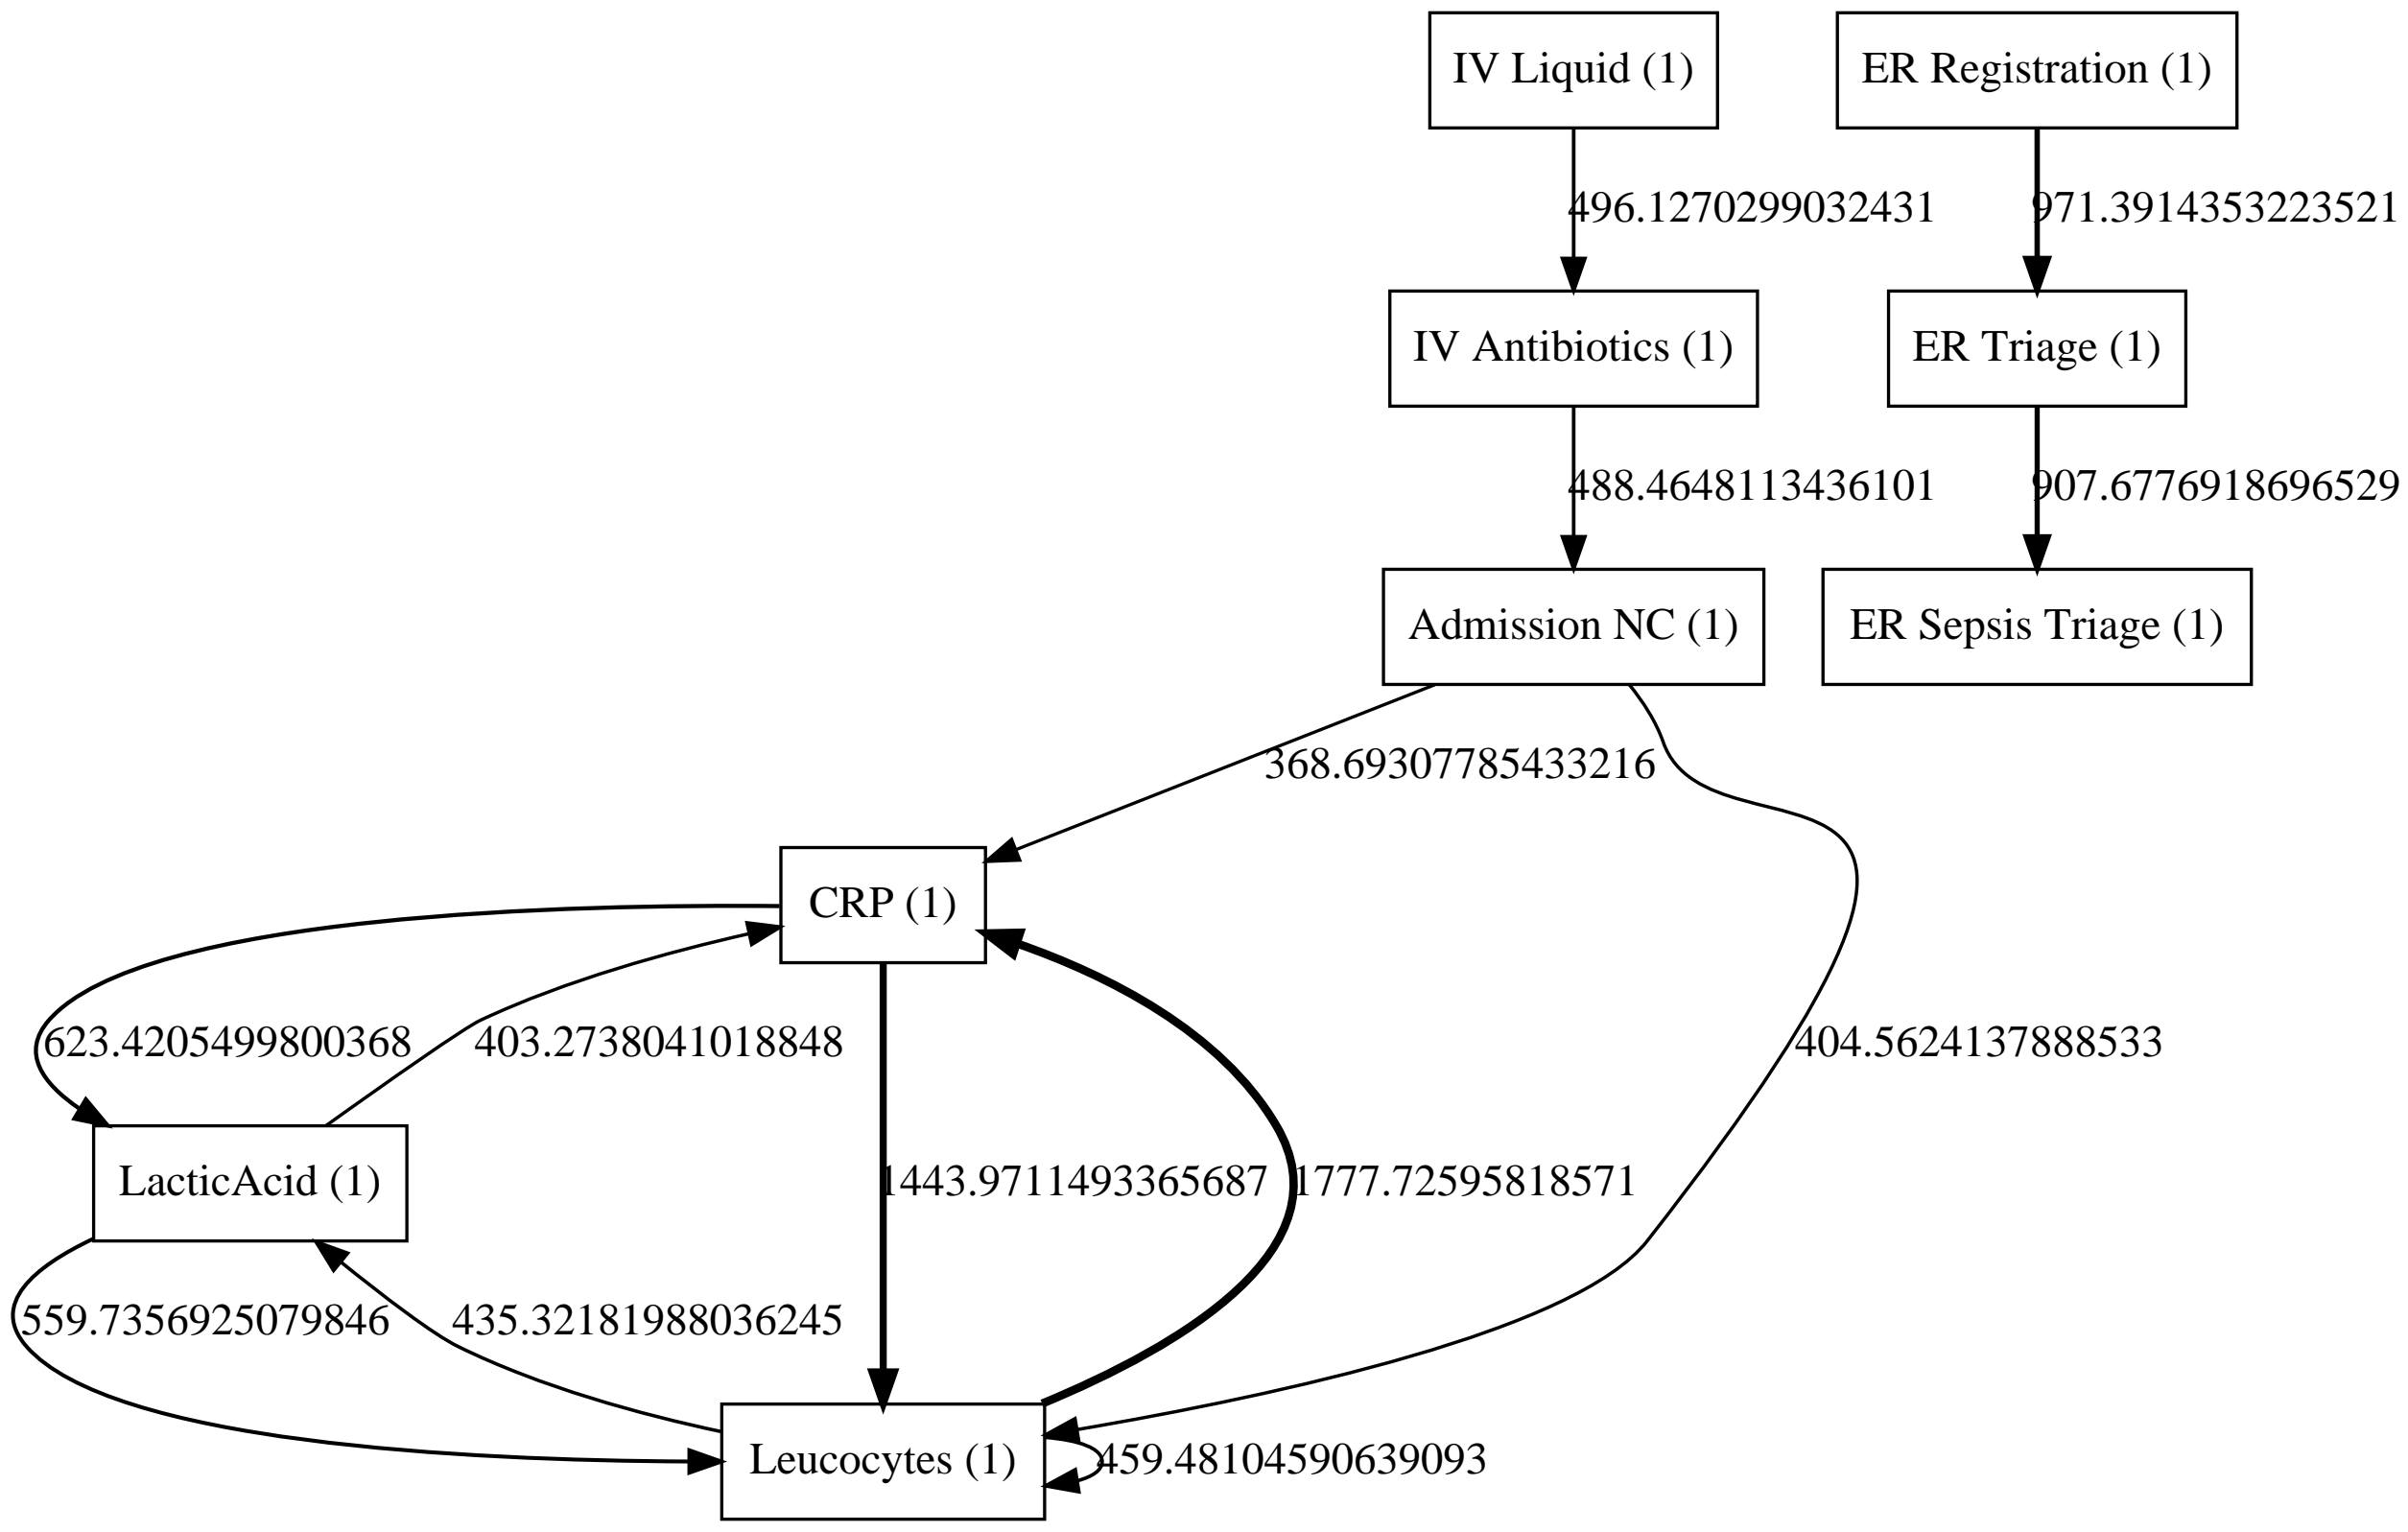 IV Liquid (1)
ER Registration (1)
496.1270299032431
971.3914353223521
IV Antibiotics (1)
ER Triage (1)
488.4648113436101
907.6776918696529
Admission NC (1)
ER Sepsis Triage (1)
368.69307785433216
CRP (1)
623.4205499800368
403.2738041018848
404.5624137888533
LacticAcid (1)
1443.9711493365687
1777.72595818571
559.7356925079846
435.32181988036245
Leucocytes (1)
459.48104590639093